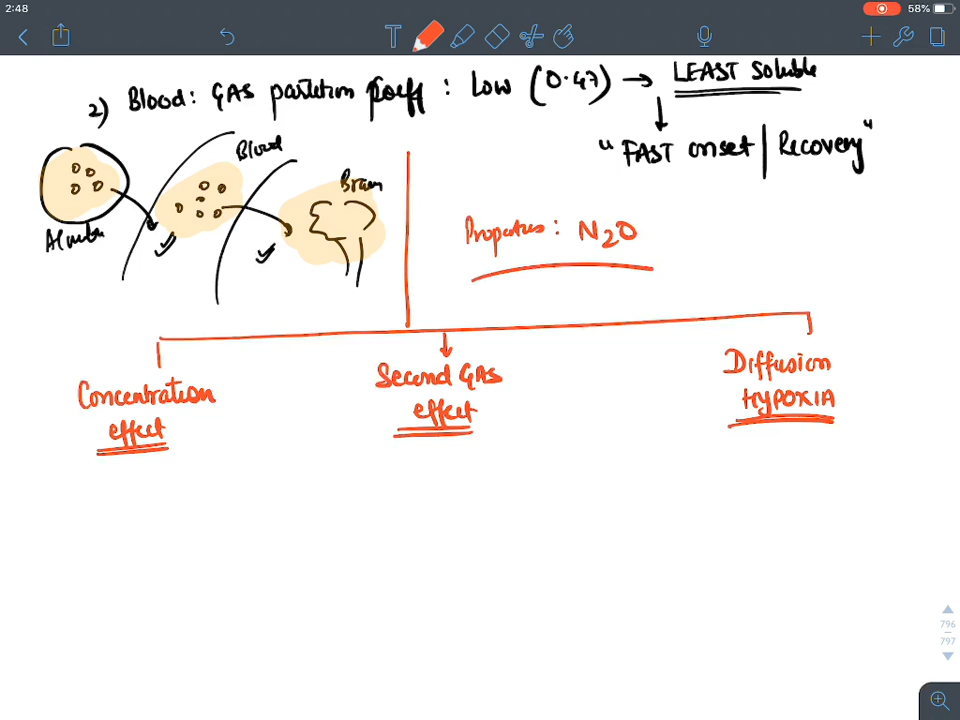 2:48
58%
T
2) Blood: GAS partition Coeff : Low (0.47) → LEAST Soluble
"FAST onset | Recovery"
Blood
Brain
Properties: N2O
Concentration
effect
Second GAS
effect
Diffusion
HYPOXIA
796
797